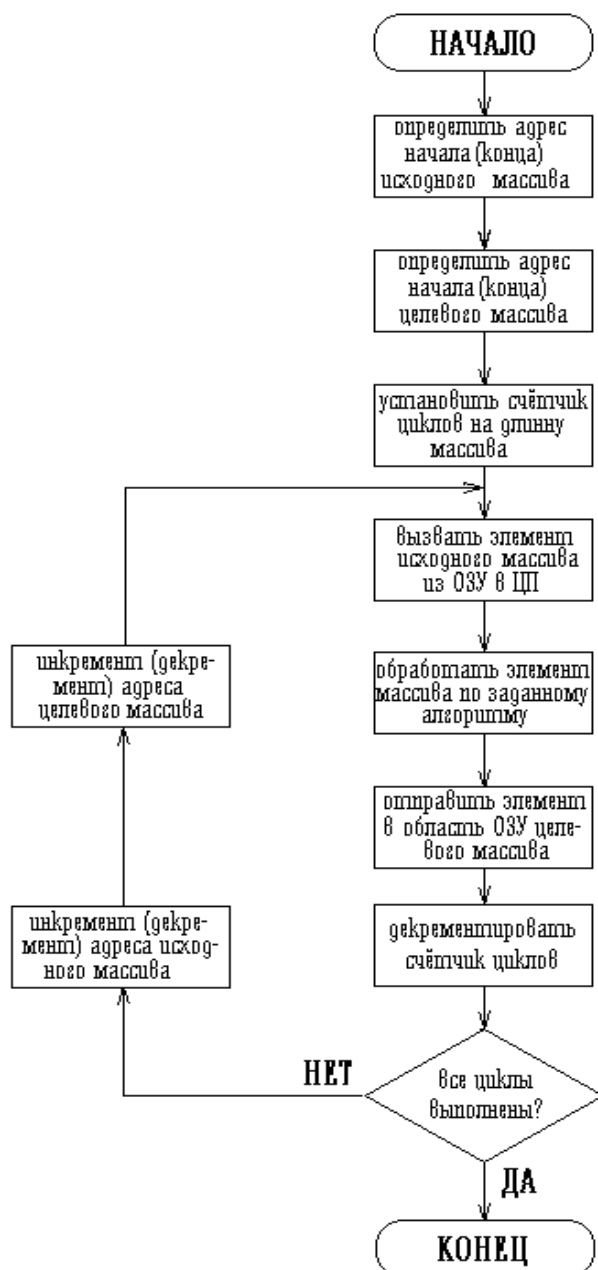 НАЧАЛО
определить адрес
начала (конца)
исходного массива
определить адрес
начала (конца)
целевого массива
установить счётчик
циклов на длинну
массива
вызвать элемент
исходного массива
из ОЗУ в ЦП
обработать элемент
массива по заданному
алгоритму
отправить элемент
в область ОЗУ целе-
вого массива
декрементировать
счётчик циклов
все циклы
выполнены?
НЕТ
инкремент (декре-
мент) адреса исход-
ного массива
инкремент (декре-
мент) адреса
целевого массива
ДА
КОНЕЦ